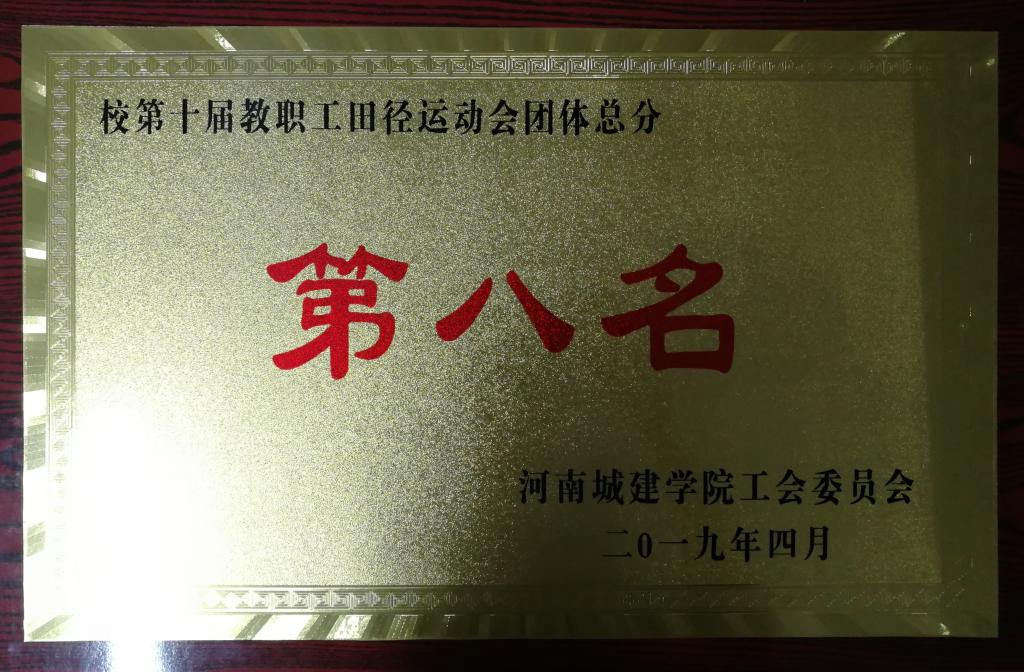 校第十届教职工田径运动会团体总分
第八名
河南城建学院工会委员会
二0一九年四月